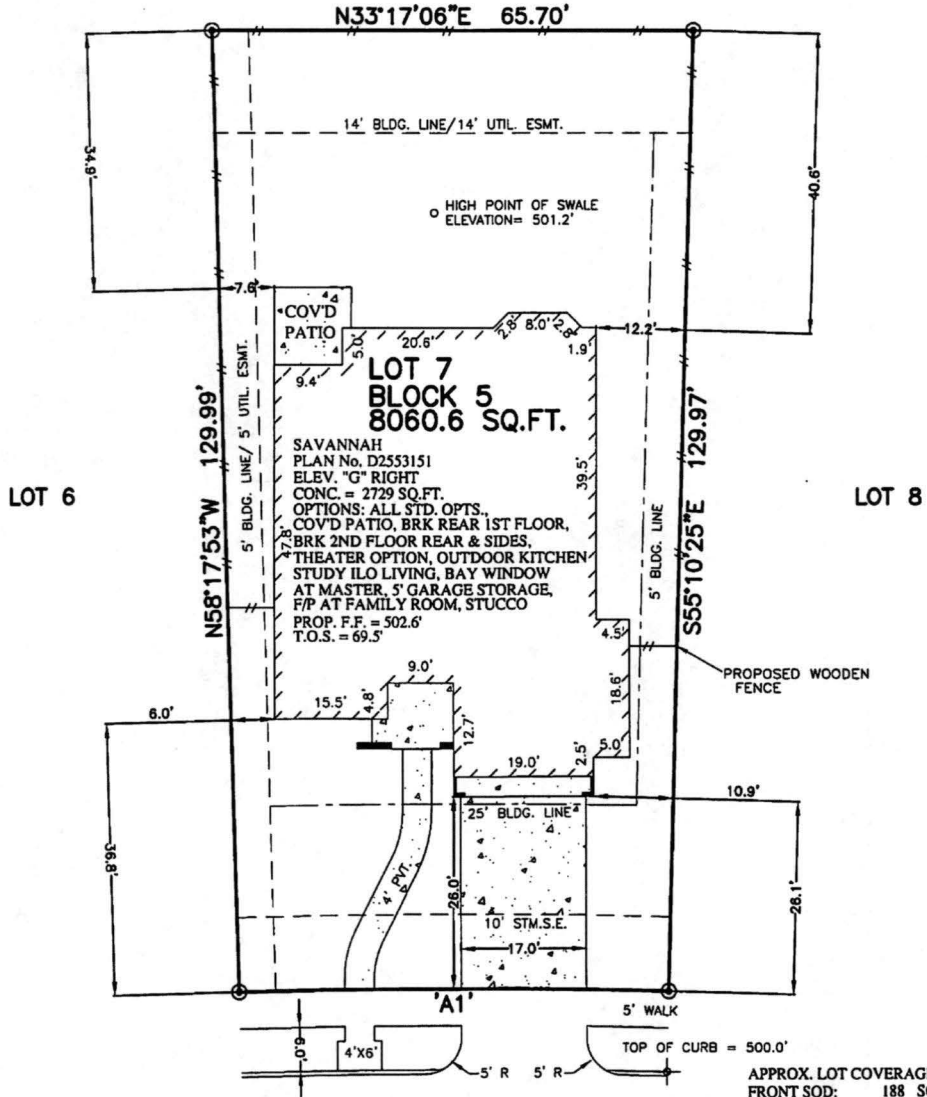 N33°17'06"E 65.70'
34.9'
40.6'
14' BLDG. LINE/14' UTIL. ESMT.
HIGH POINT OF SWALE
ELEVATION= 501.2'
7.6'
COV'D
PATIO
5.0'
20.6'
2.8'
8.0'
2.8'
1.9'
12.2'
9.4'
LOT 7
BLOCK 5
8060.6 SQ.FT.
5' BLDG. LINE/ 5' UTIL. ESMT.
N58°17'53"W 129.99'
S55°10'25"E 129.97'
LOT 6
LOT 8
47.8'
39.5'
5' BLDG. LINE
SAVANNAH
PLAN No. D2553151
ELEV. "G" RIGHT
CONC. = 2729 SQ.FT.
OPTIONS: ALL STD. OPTS.,
COV'D PATIO, BRK REAR 1ST FLOOR,
BRK 2ND FLOOR REAR & SIDES,
THEATER OPTION, OUTDOOR KITCHEN
STUDY ILO LIVING, BAY WINDOW
AT MASTER, 5' GARAGE STORAGE,
F/P AT FAMILY ROOM, STUCCO
PROP. F.F. = 502.6'
T.O.S. = 69.5'
4.5'
PROPOSED WOODEN
FENCE
9.0'
18.6'
15.5'
4.8'
6.0'
12.7'
19.0'
2.5'
5.0'
10.9'
25' BLDG. LINE
36.8'
4' PVT.
26.0'
26.1'
10' STM.S.E.
17.0'
'A1'
5' WALK
6.0'
4'X6'
5' R
5' R
TOP OF CURB = 500.0'
APPROX. LOT COVERAG
FRONT SOD: 188 S